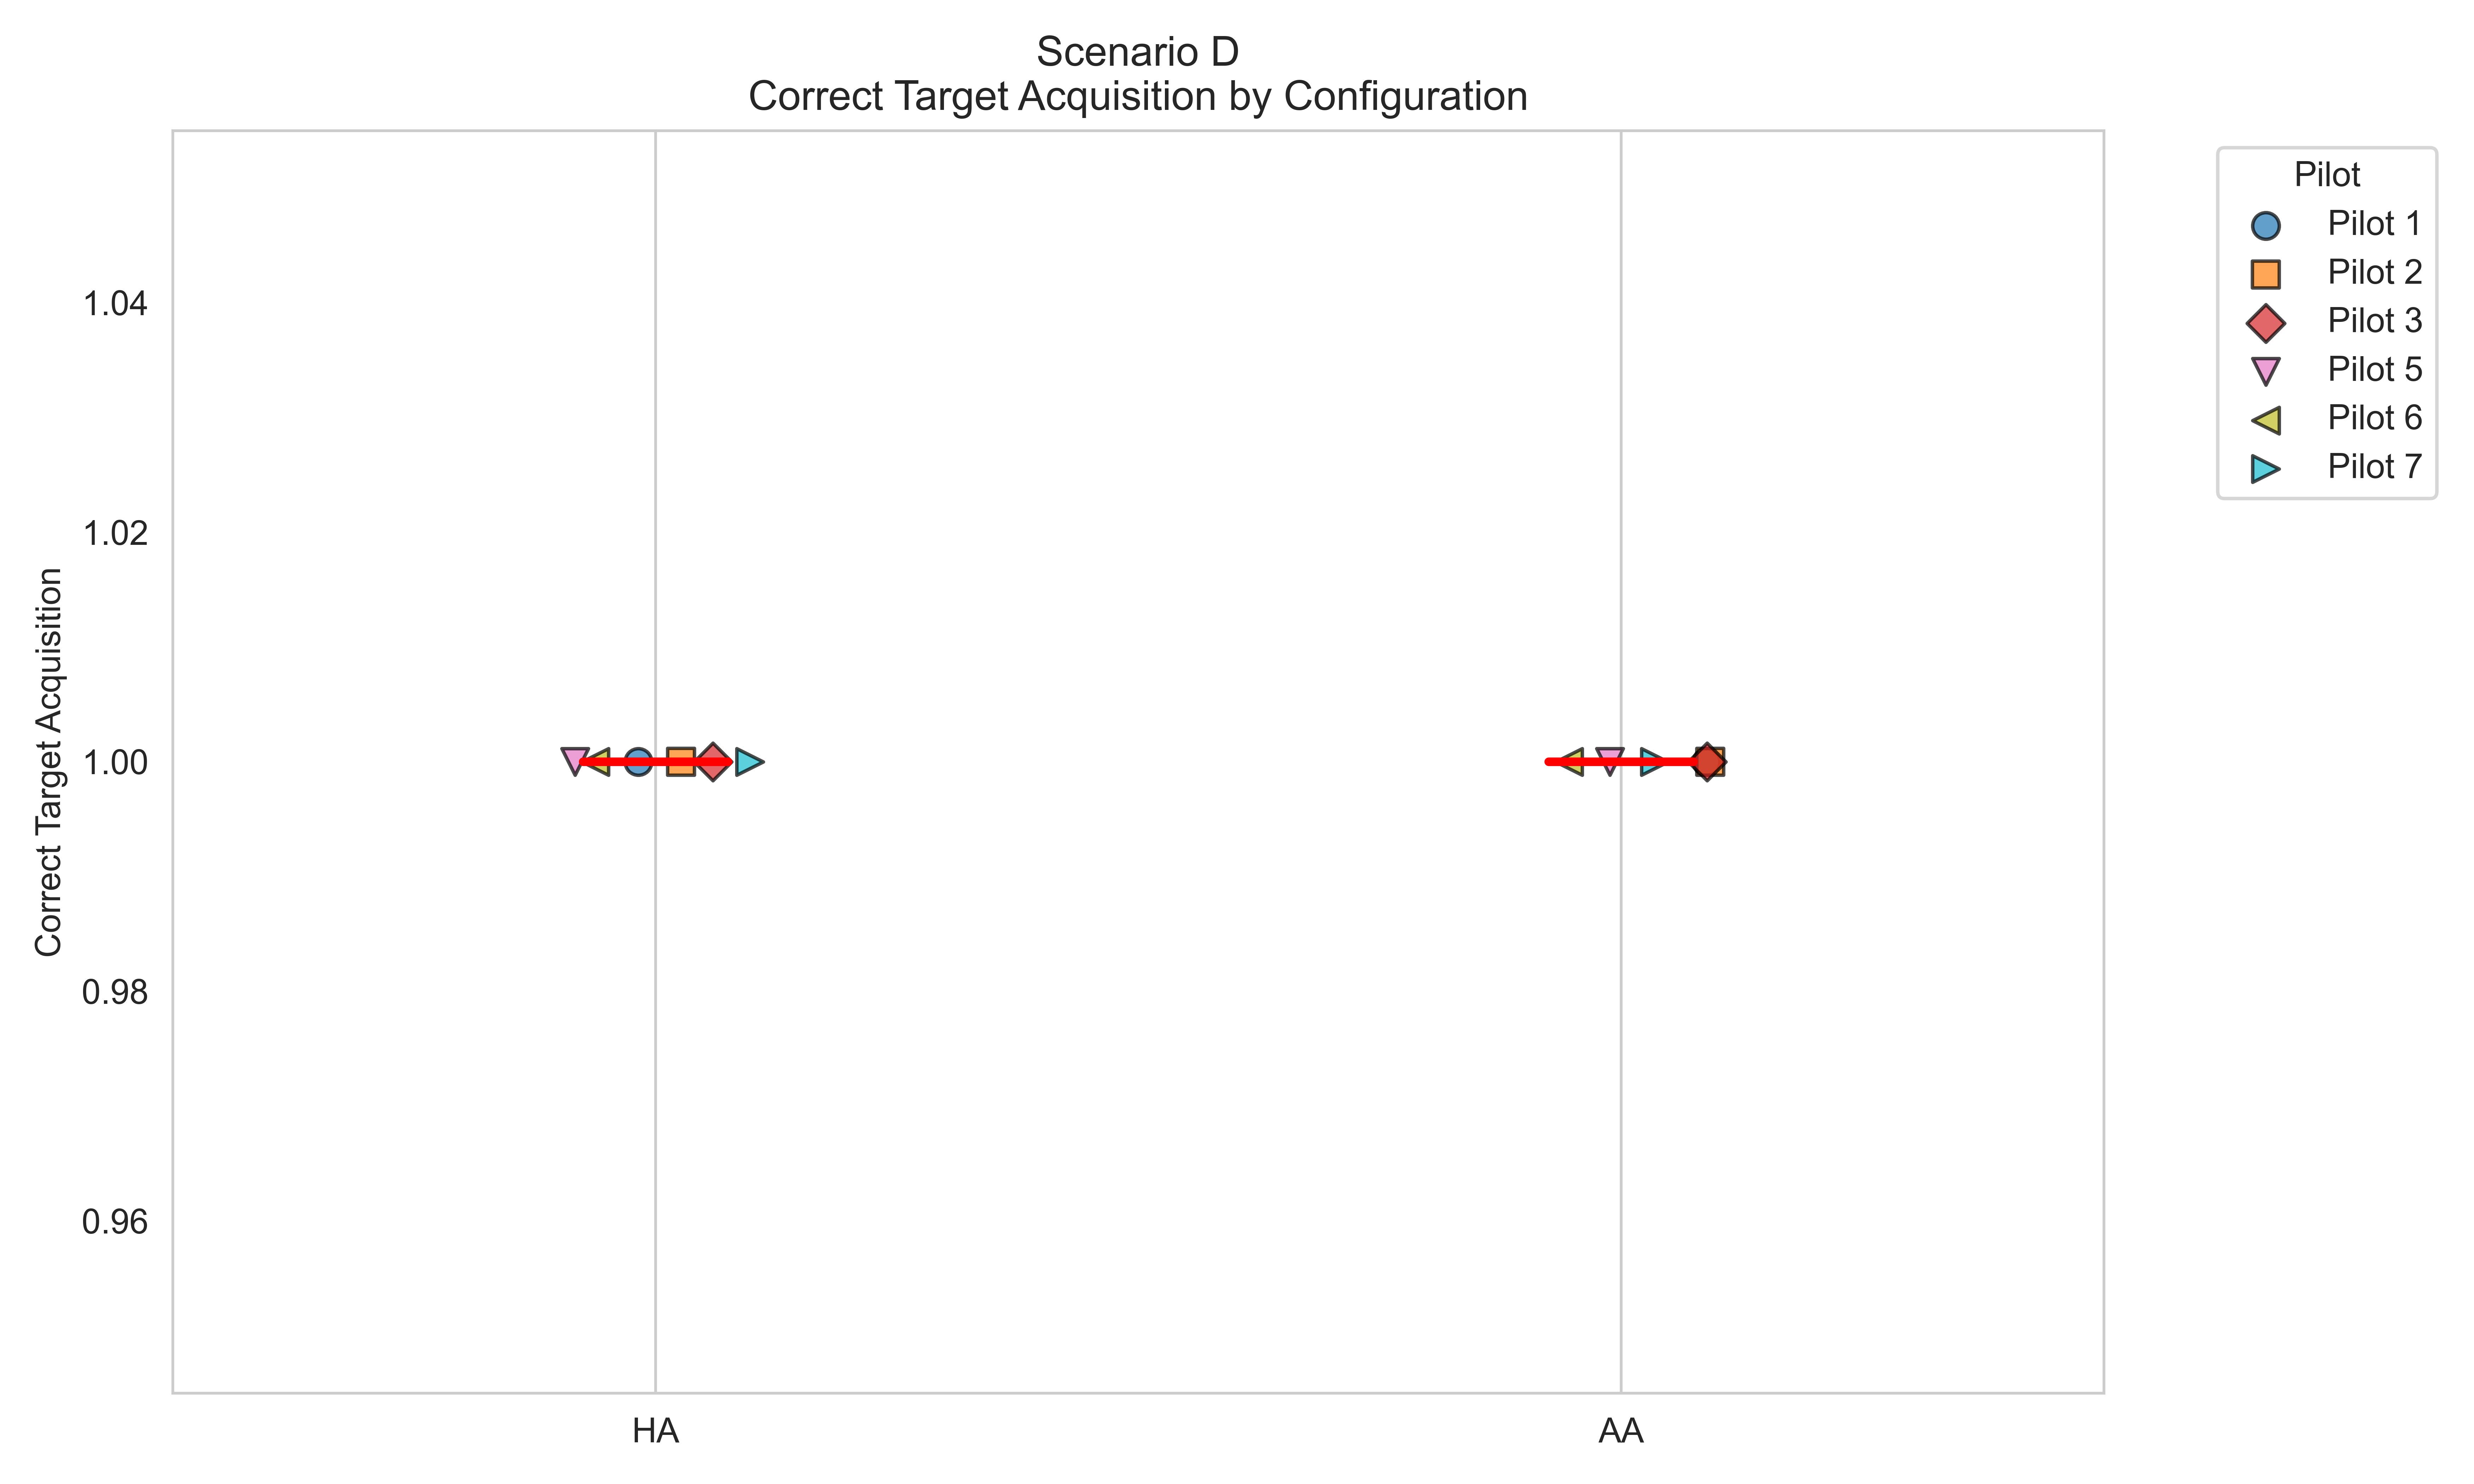 Scenario D
Correct Target Acquisition by Configuration
Correct Target Acquisition
1.04
1.02
1.00
0.98
0.96
HA
AA
Pilot
Pilot 1
Pilot 2
Pilot 3
Pilot 5
Pilot 6
Pilot 7